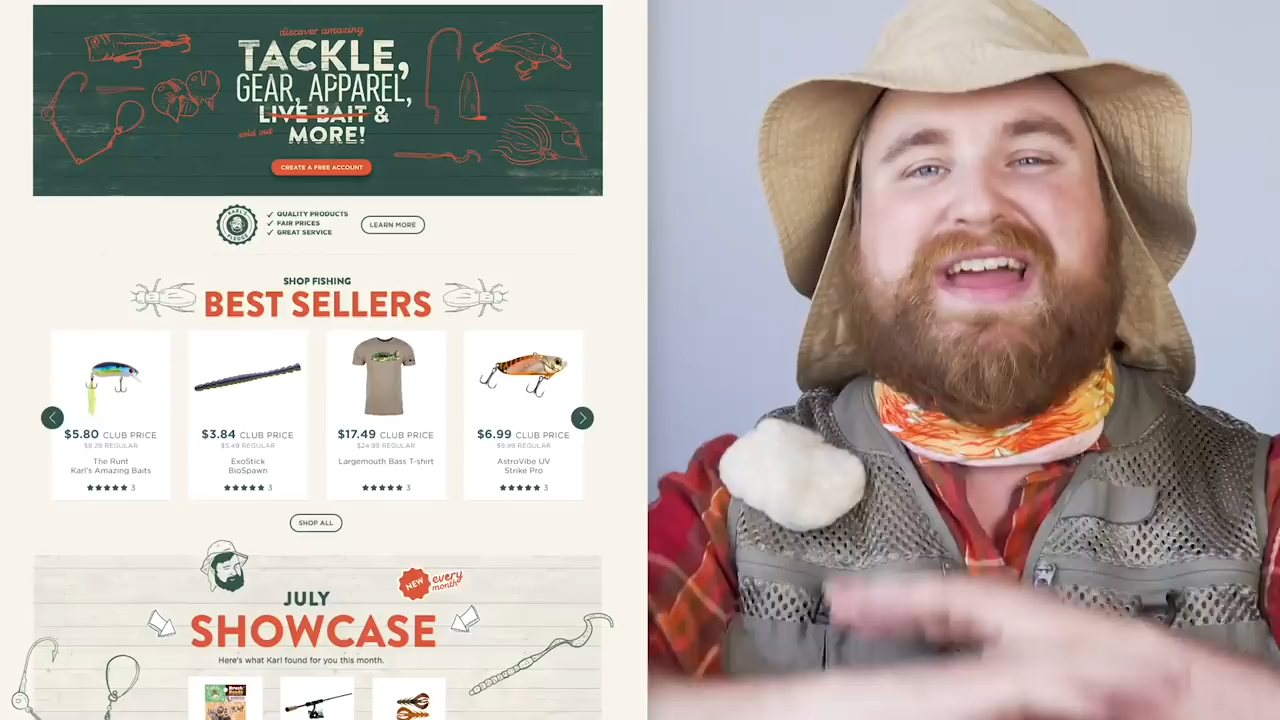 discover amazing
TACKLE,
GEAR, APPAREL,
LIVE BAIT &
sold out
MORE!
CREATE A FREE ACCOUNT
KARL'S
PLEDGE
✓ QUALITY PRODUCTS
✓ FAIR PRICES
✓ GREAT SERVICE
LEARN MORE
SHOP FISHING
BEST SELLERS
$5.80 CLUB PRICE
$8.29 REGULAR
The Runt
Karl's Amazing Baits
★★★★★ 3
$3.84 CLUB PRICE
$5.49 REGULAR
ExoStick
BioSpawn
★★★★★ 3
$17.49 CLUB PRICE
$24.99 REGULAR
Largemouth Bass T-shirt
★★★★★ 3
$6.99 CLUB PRICE
$9.99 REGULAR
AstroVibe UV
Strike Pro
★★★★★ 3
SHOP ALL
NEW every
month
JULY
SHOWCASE
Here's what Karl found for you this month.